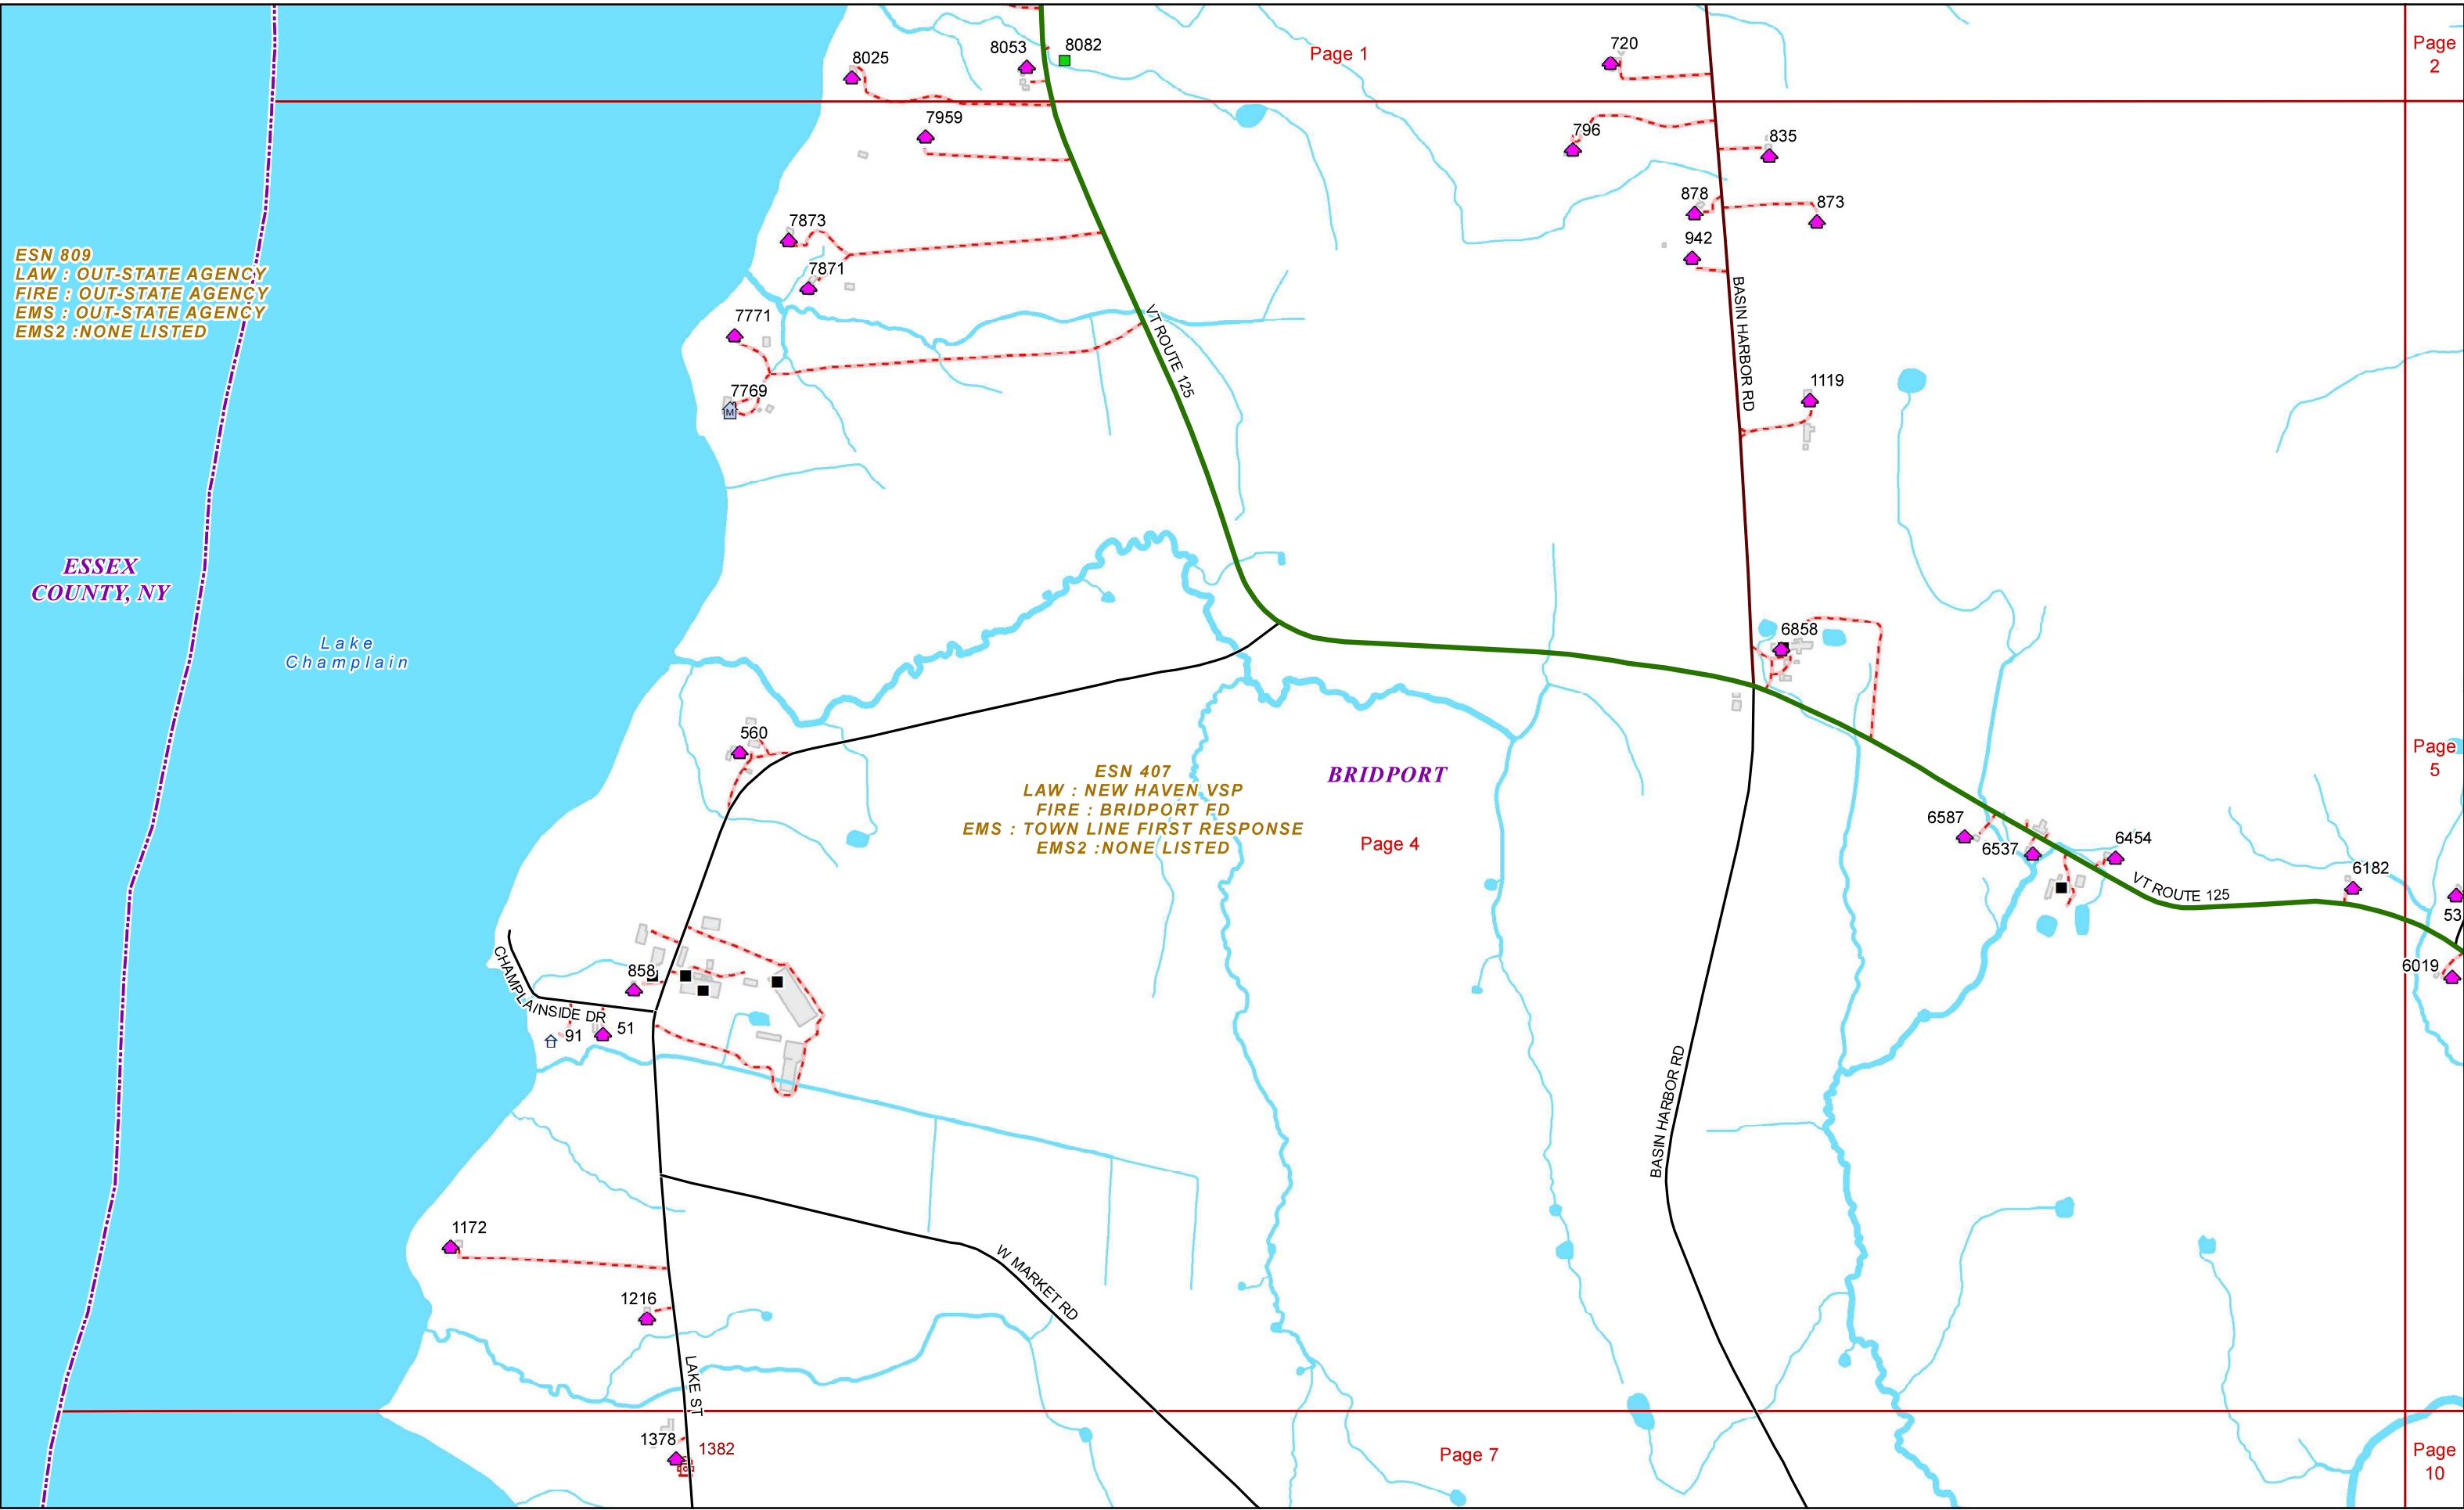 8025
8053
8082
Page 1
720
Page
2
7959
796
835
878
873
942
7873
7871
ESN 809
LAW : OUT-STATE AGENCY
FIRE : OUT-STATE AGENCY
EMS : OUT-STATE AGENCY
EMS2 :NONE LISTED
7771
VT ROUTE 125
BASIN HARBOR RD
7769
1119
ESSEX
COUNTY, NY
Lake
Champlain
6858
560
ESN 407
LAW : NEW HAVEN VSP
FIRE : BRIDPORT FD
EMS : TOWN LINE FIRST RESPONSE
EMS2 :NONE LISTED
BRIDPORT
Page 4
Page
5
6587
6537
6454
6182
VT ROUTE 125
53
6019
858
CHAMPLAINSIDE DR
91
51
BASIN HARBOR RD
1172
W MARKET RD
1216
LAKE ST
1378
1382
Page 7
Page
10
M